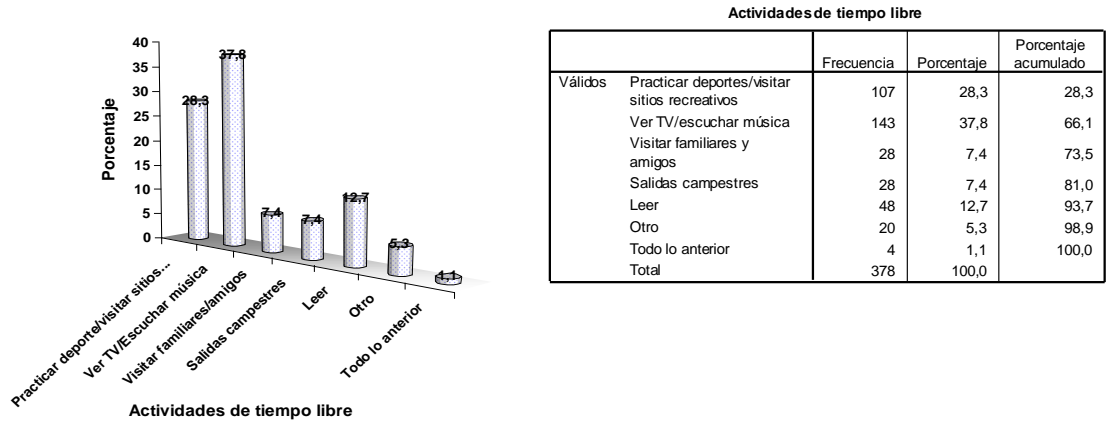 40
35
30
25
20
15
10
5
0
Porcentaje
28,3
37,8
7,4
7,4
12,7
5,3
1,1
Practicar deporte/visitar sitios...
Ver TV/Escuchar música
Visitar familiares/amigos
Salidas campestres
Leer
Otro
Todo lo anterior
Actividades de tiempo libre
Actividades de tiempo libre
Frecuencia Porcentaje Porcentaje acumulado
Válidos Practicar deportes/visitar sitios recreativos 107 28,3 28,3
Ver TV/escuchar música 143 37,8 66,1
Visitar familiares y amigos 28 7,4 73,5
Salidas campestres 28 7,4 81,0
Leer 48 12,7 93,7
Otro 20 5,3 98,9
Todo lo anterior 4 1,1 100,0
Total 378 100,0